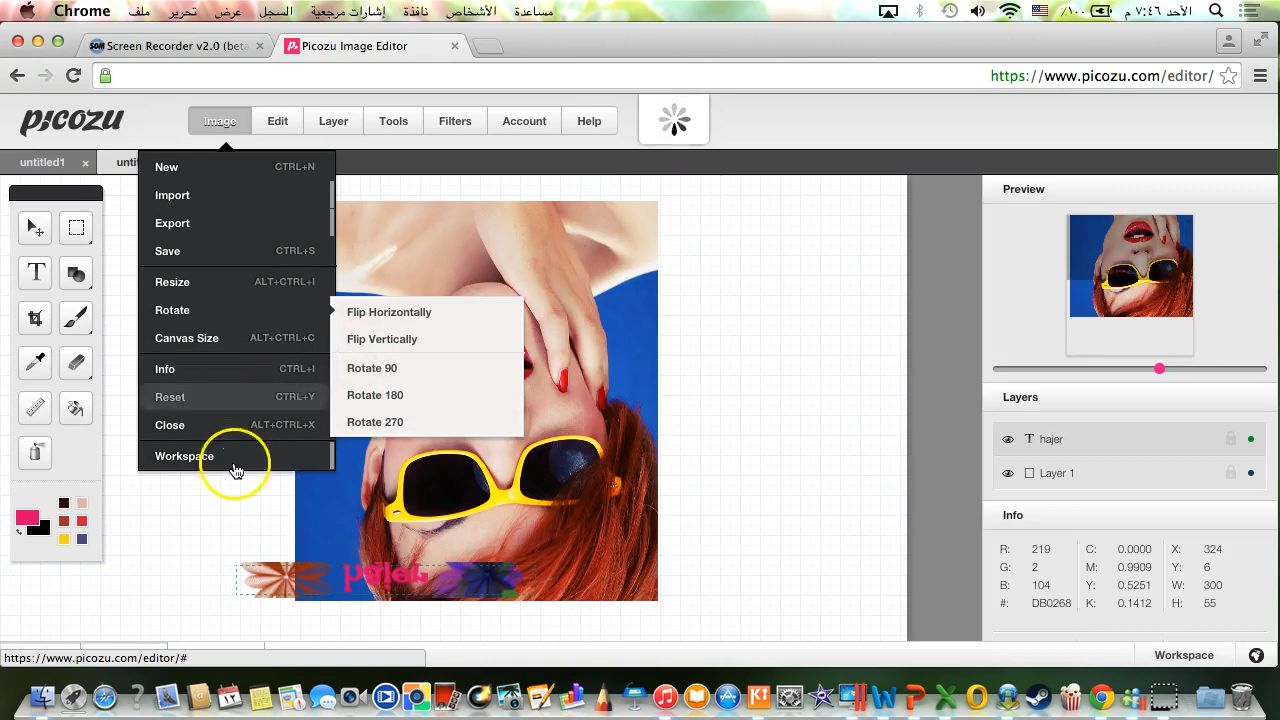 Chrome ملف تحرير عرض السجل إشارات مرجعية الأشخاص نافذة مساعدة
١٠٠٪ الأحد ٧:٤٦ م
SOM Screen Recorder v2.0 (beta
Picozu Image Editor
https://www.picozu.com/editor/
picozu
Image Edit Layer Tools Filters Account Help
untitled1 × unt
New CTRL+N
Import
Export
Save CTRL+S
Resize ALT+CTRL+I
Rotate
Canvas Size ALT+CTRL+C
Info CTRL+I
Reset CTRL+Y
Close ALT+CTRL+X
Workspace
Flip Horizontally
Flip Vertically
Rotate 90
Rotate 180
Rotate 270
T
Preview
Layers
T hajer
Layer 1
Info
R: 219 C: 0.0000 X: 324
G: 2 M: 0.9909 Y: 6
B: 104 Y: 0.5251 W: 300
#: DB0268 K: 0.1412 H: 55
https://www.picozu.com/editor/#
Workspace